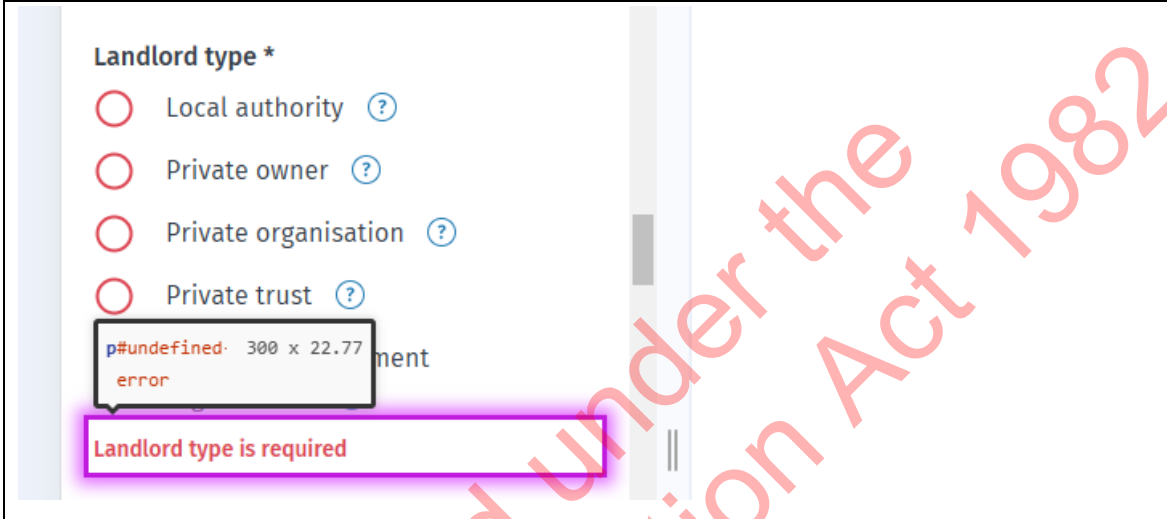 Landlord type *
Local authority ?
Private owner ?
Private organisation ?
Private trust ?
p#undefined· 300 x 22.77
error
ment
Landlord type is required
under the
Act 1982